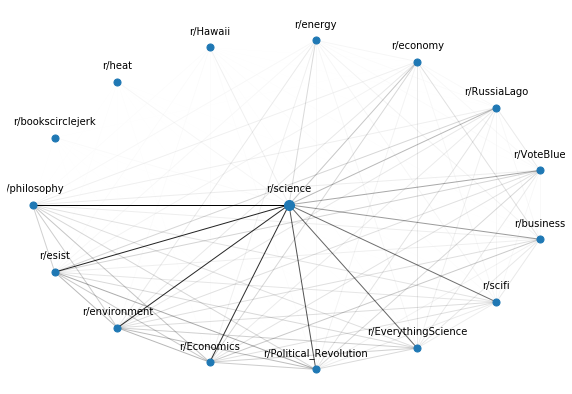 r/energy
r/Hawaii
r/economy
r/heat
r/RussiaLago
r/bookscirclejerk
r/VoteBlue
/philosophy
r/science
r/business
r/esist
r/scifi
r/environment
r/EverythingScience
r/Economics
r/Political_Revolution